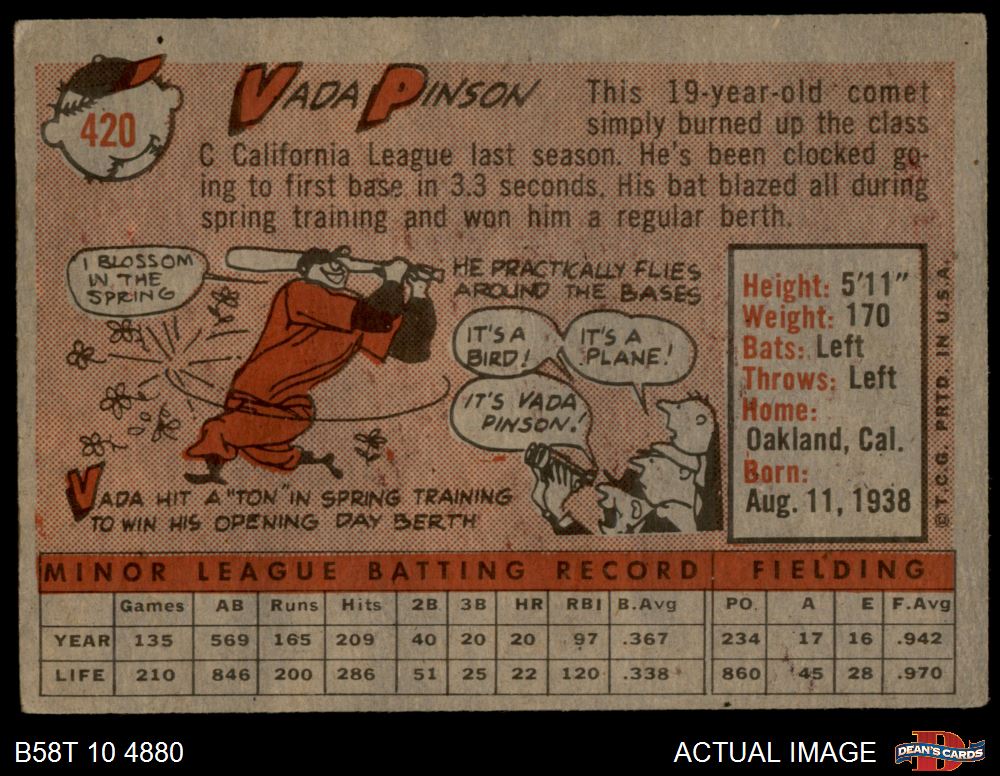 420
VADA PINSON
This 19-year-old comet
simply burned up the class
C California League last season. He's been clocked go-
ing to first base in 3.3 seconds. His bat blazed all during
spring training and won him a regular berth.
I BLOSSOM
IN THE
SPRING
HE PRACTICALLY FLIES
AROUND THE BASES
IT'S A
BIRD!
IT'S A
PLANE!
IT'S VADA
PINSON!
VADA HIT A "TON" IN SPRING TRAINING
TO WIN HIS OPENING DAY BERTH
Height: 5'11"
Weight: 170
Bats: Left
Throws: Left
Home:
Oakland, Cal.
Born:
Aug. 11, 1938
© T.C.G. PRTD. IN U.S.A.
MINOR LEAGUE BATTING RECORD FIELDING
Games AB Runs Hits 2B 3B HR RBI B.Avg PO. A E F.Avg
YEAR 135 569 165 209 40 20 20 97 .367 234 17 16 .942
LIFE 210 846 200 286 51 25 22 120 .338 860 45 28 .970
B58T 10 4880
ACTUAL IMAGE
DEAN'S CARDS